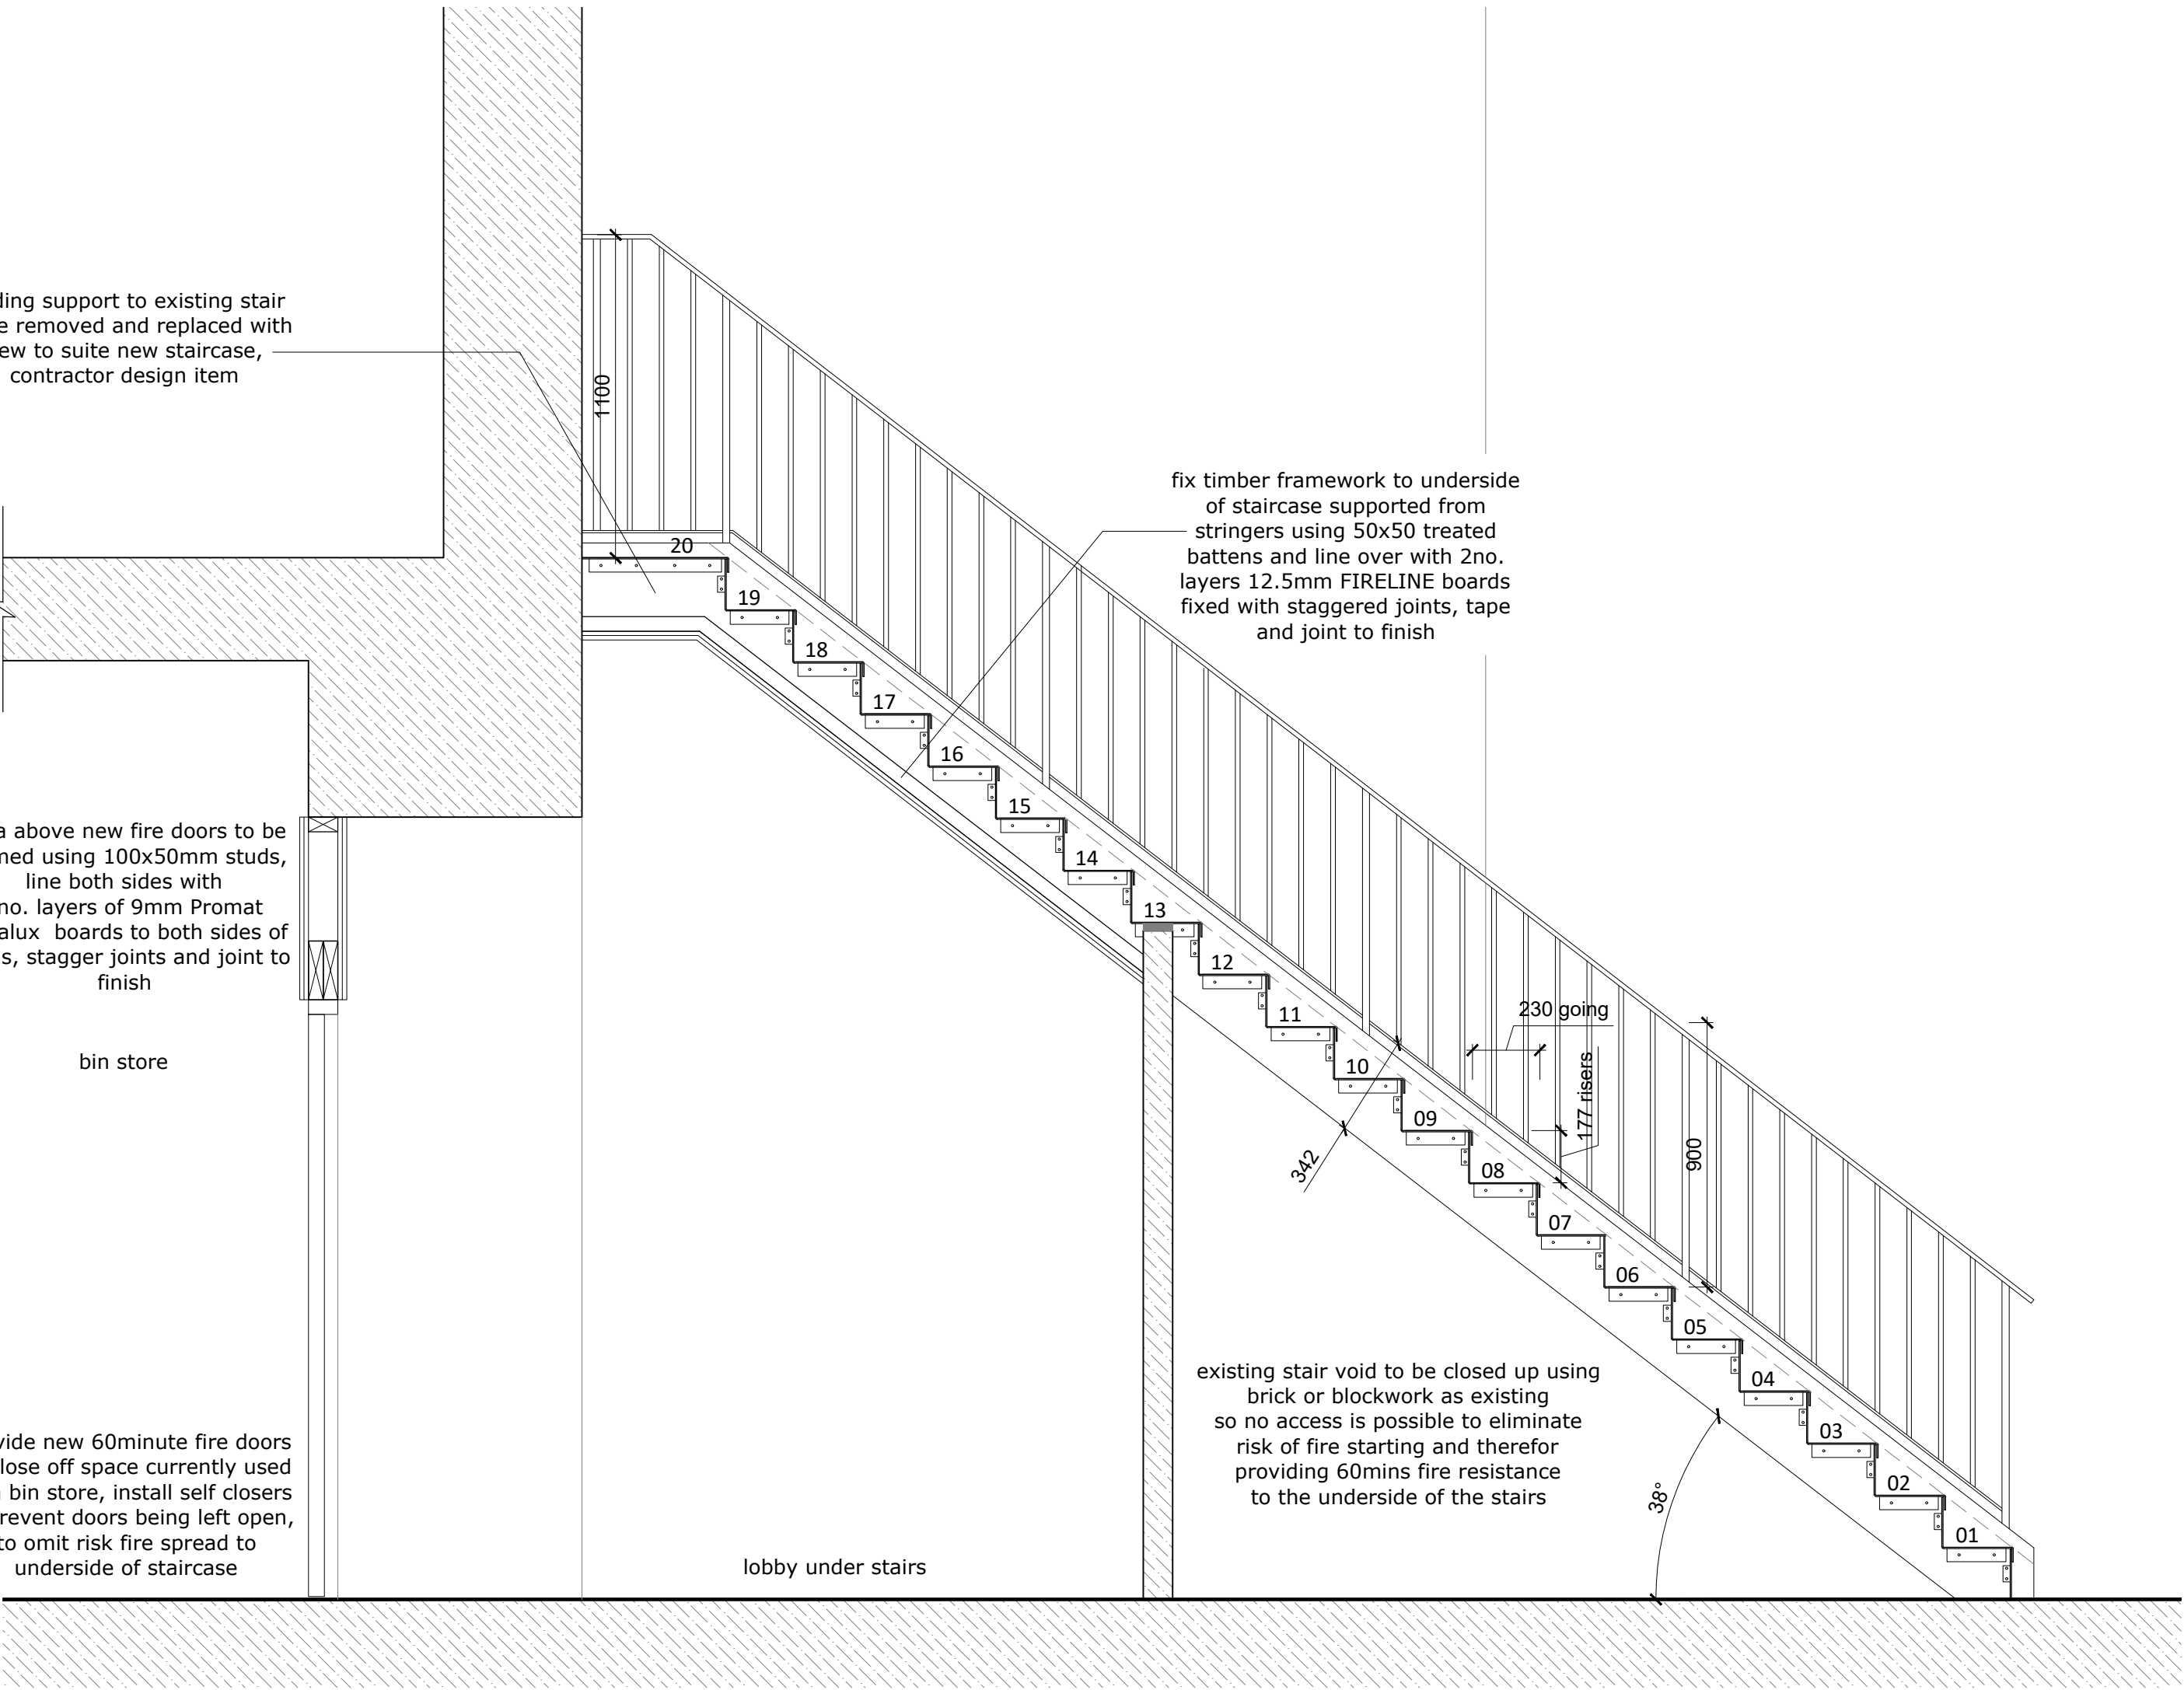 ding support to existing stair
e removed and replaced with
ew to suite new staircase,
contractor design item
1100
fix timber framework to underside
of staircase supported from
stringers using 50x50 treated
battens and line over with 2no.
layers 12.5mm FIRELINE boards
fixed with staggered joints, tape
and joint to finish
20
19
18
17
16
15
14
13
12
11
10
09
08
07
06
05
04
03
02
01
a above new fire doors to be
med using 100x50mm studs,
line both sides with
no. layers of 9mm Promat
alux boards to both sides of
s, stagger joints and joint to
finish
bin store
230 going
177 risers
900
342
38°
existing stair void to be closed up using
brick or blockwork as existing
so no access is possible to eliminate
risk of fire starting and therefor
providing 60mins fire resistance
to the underside of the stairs
vide new 60minute fire doors
lose off space currently used
bin store, install self closers
revent doors being left open,
to omit risk fire spread to
underside of staircase
lobby under stairs